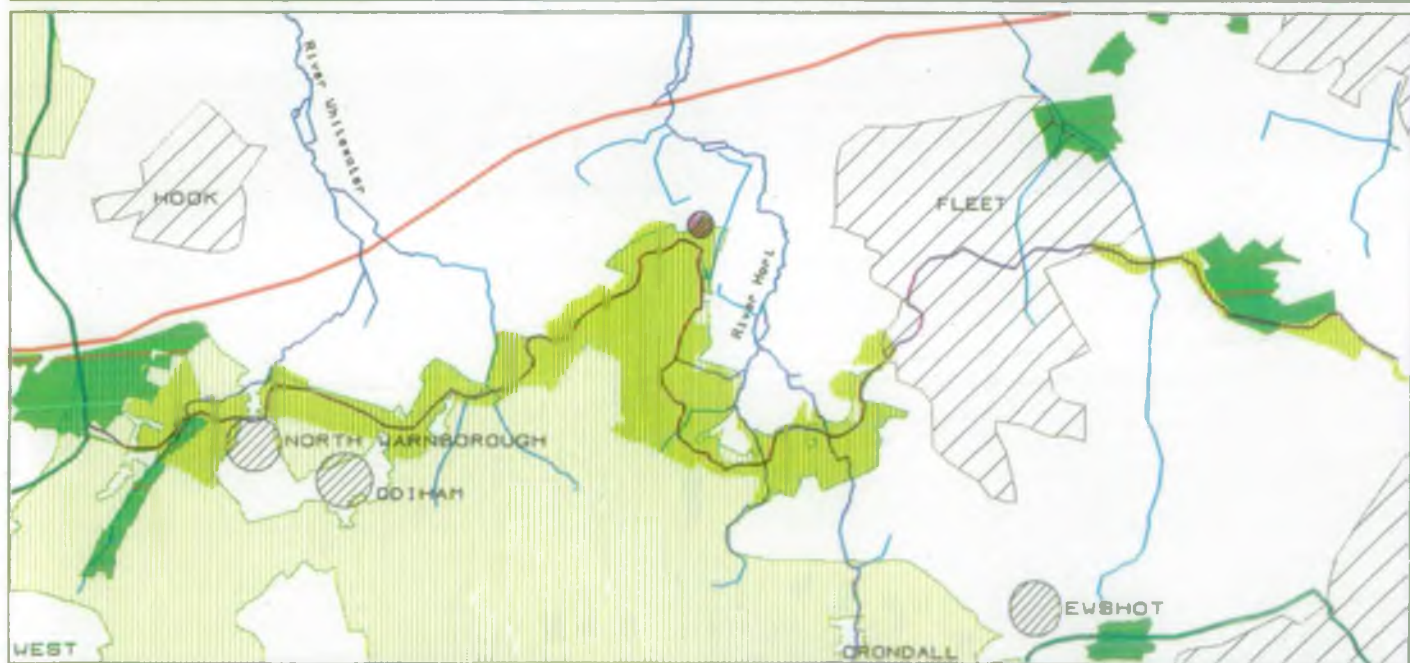 River Whitewater
HOOK
FLEET
River Hart
NORTH WARNBOROUGH
ODIHAM
EWSHOT
WEST
CRONDALL